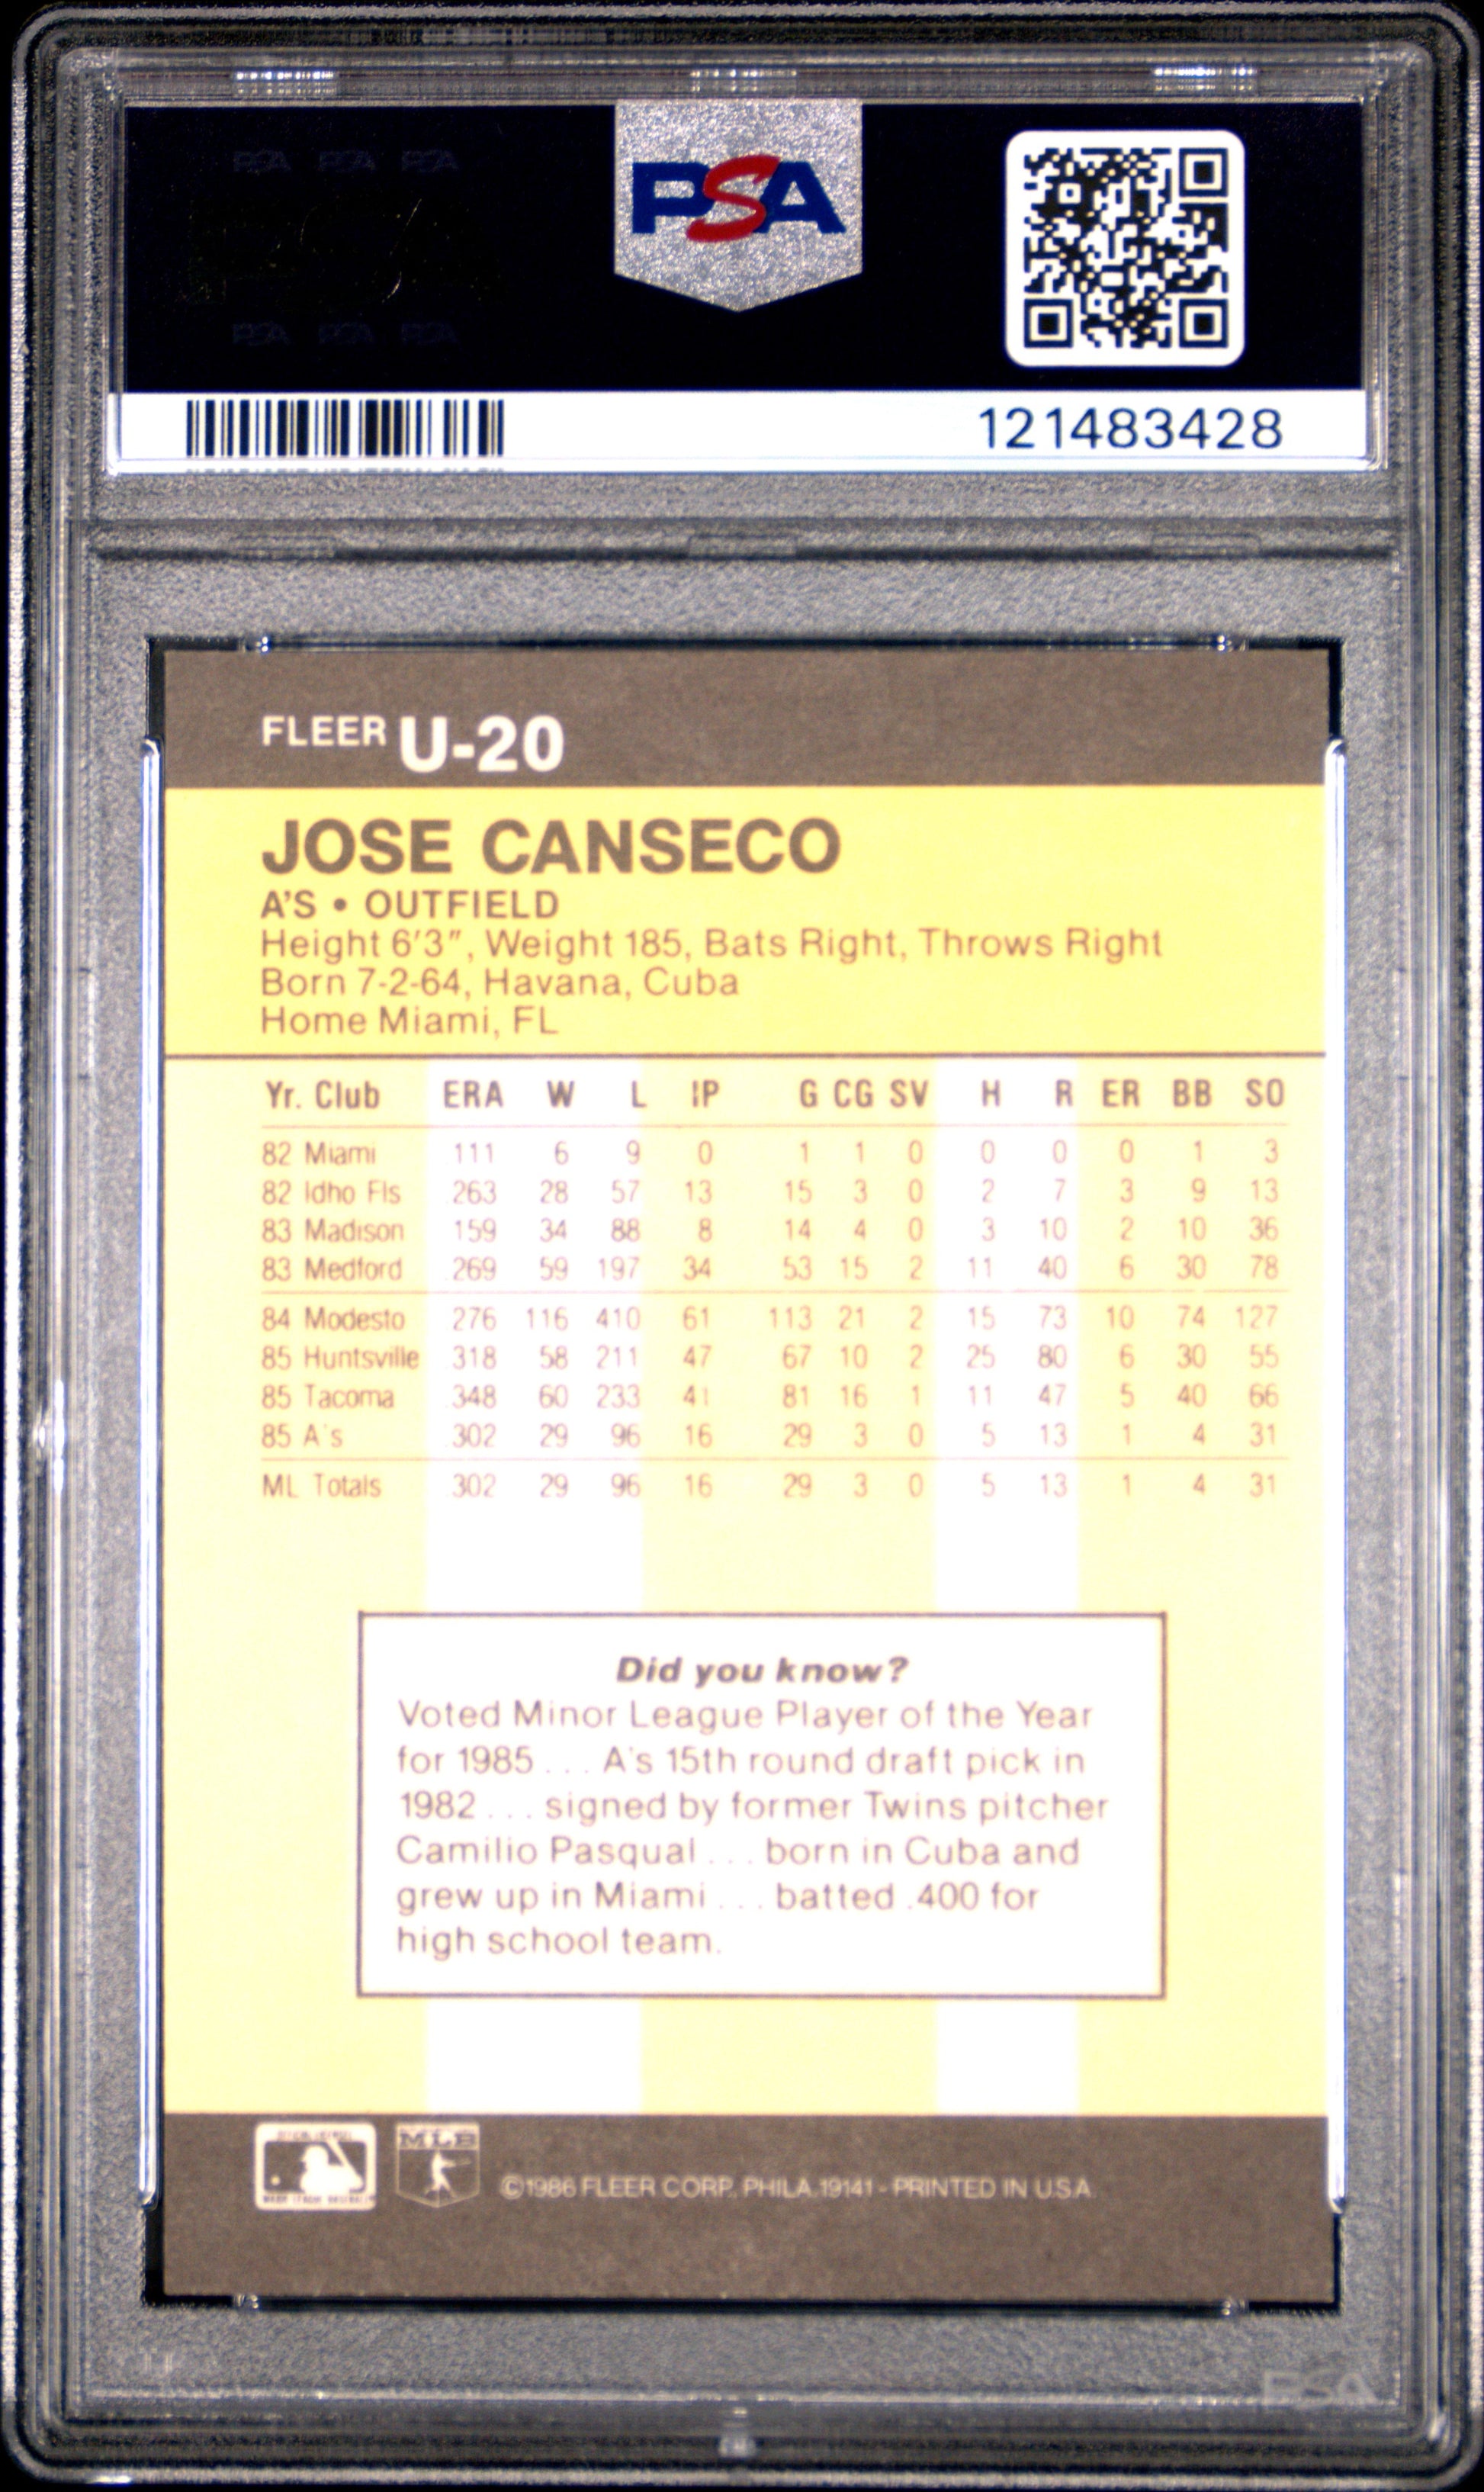 PSA PSA PSA
PSA
PSA PSA PSA
121483428
FLEER U-20
JOSE CANSECO
A'S • OUTFIELD
Height 6'3", Weight 185, Bats Right, Throws Right
Born 7-2-64, Havana, Cuba
Home Miami, FL
Yr. Club ERA W L IP G CG SV H R ER BB SO
82 Miami .111 6 9 0 1 1 0 0 0 0 1 3
82 Idho Fls .263 28 57 13 15 3 0 2 7 3 9 13
83 Madison .159 34 88 8 14 4 0 3 10 2 10 36
83 Medford .269 59 197 34 53 15 2 11 40 6 30 78
84 Modesto .276 116 410 61 113 21 2 15 73 10 74 127
85 Huntsville .318 58 211 47 67 10 2 25 80 6 30 55
85 Tacoma .348 60 233 41 81 16 1 11 47 5 40 66
85 A's .302 29 96 16 29 3 0 5 13 1 4 31
ML Totals .302 29 96 16 29 3 0 5 13 1 4 31
Did you know?
Voted Minor League Player of the Year
for 1985 . . . A's 15th round draft pick in
1982 . . . signed by former Twins pitcher
Camilio Pasqual . . . born in Cuba and
grew up in Miami . . . batted .400 for
high school team.
MLB
©1986 FLEER CORP. PHILA. 19141 - PRINTED IN U.S.A.
PSA